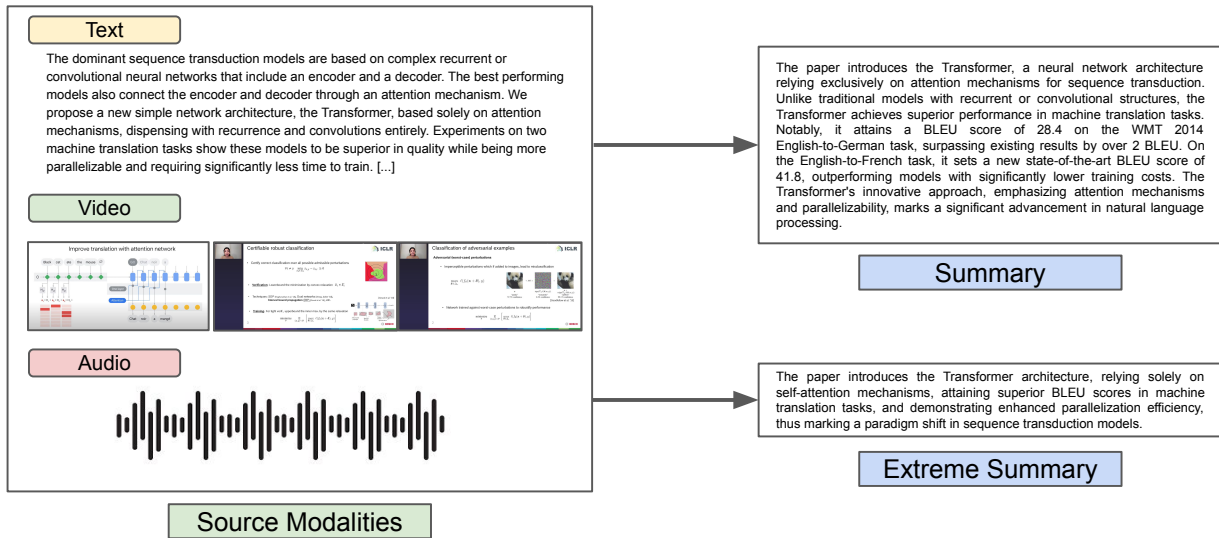 Text
The dominant sequence transduction models are based on complex recurrent or
convolutional neural networks that include an encoder and a decoder. The best performing
models also connect the encoder and decoder through an attention mechanism. We
propose a new simple network architecture, the Transformer, based solely on attention
mechanisms, dispensing with recurrence and convolutions entirely. Experiments on two
machine translation tasks show these models to be superior in quality while being more
parallelizable and requiring significantly less time to train. [...]
Video
Improve translation with attention network
Certifiable robust classification
ICLR
Classification of adversarial examples
ICLR
Audio
Source Modalities
The paper introduces the Transformer, a neural network architecture
relying exclusively on attention mechanisms for sequence transduction.
Unlike traditional models with recurrent or convolutional structures, the
Transformer achieves superior performance in machine translation tasks.
Notably, it attains a BLEU score of 28.4 on the WMT 2014
English-to-German task, surpassing existing results by over 2 BLEU. On
the English-to-French task, it sets a new state-of-the-art BLEU score of
41.8, outperforming models with significantly lower training costs. The
Transformer's innovative approach, emphasizing attention mechanisms
and parallelizability, marks a significant advancement in natural language
processing.
Summary
The paper introduces the Transformer architecture, relying solely on
self-attention mechanisms, attaining superior BLEU scores in machine
translation tasks, and demonstrating enhanced parallelization efficiency,
thus marking a paradigm shift in sequence transduction models.
Extreme Summary